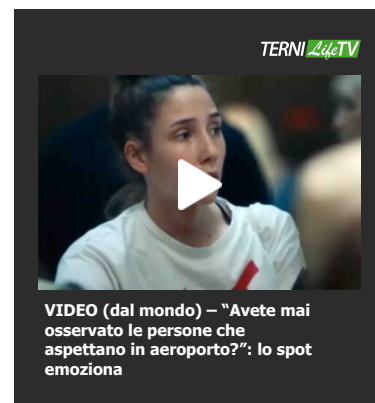 TERNI LifeTV
VIDEO (dal mondo) – “Avete mai
osservato le persone che
aspettano in aeroporto?”: lo spot
emoziona